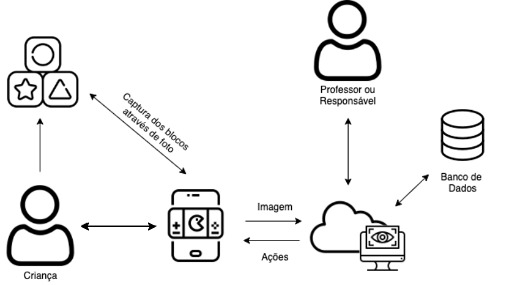 Professor ou
Responsável
Captura dos blocos
através de foto
Banco de
Dados
Imagem
Ações
Criança